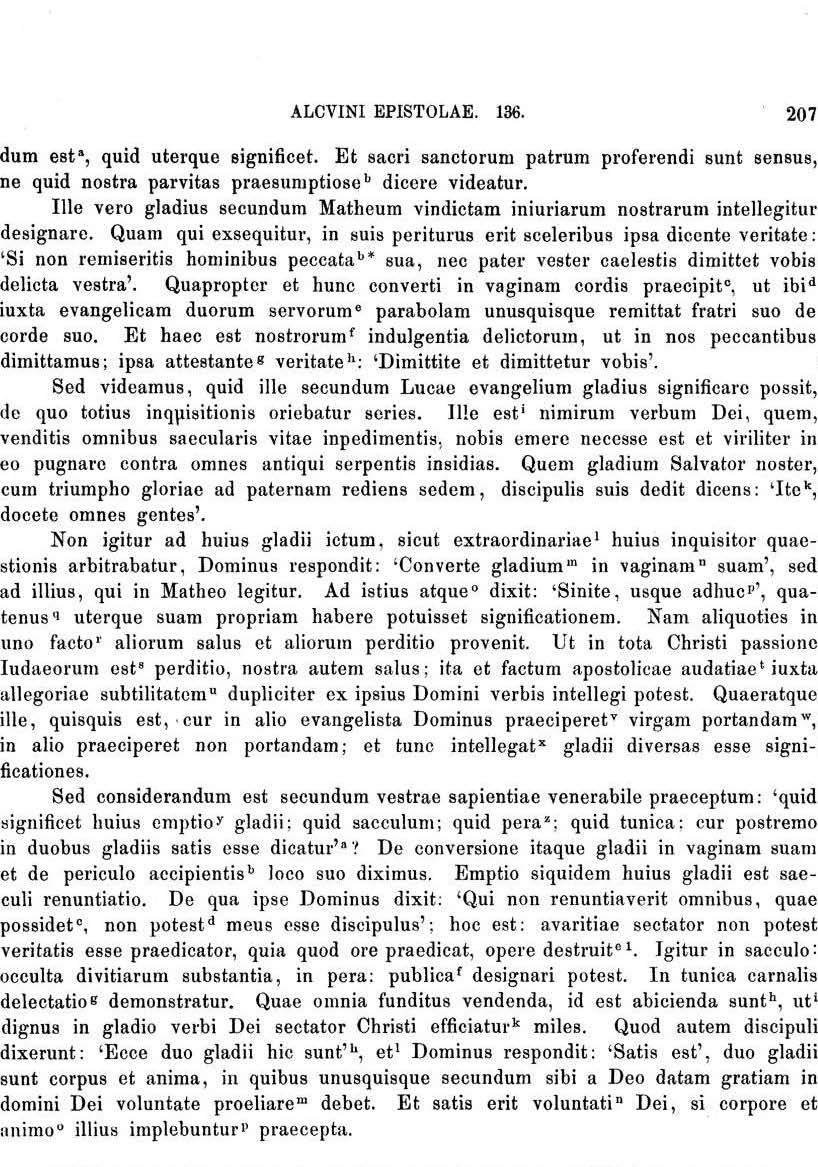 ALCVINI EPISTOLAE. 136. 207
dum est ᵃ, quid uterque significet. Et sacri sanctorum patrum proferendi sunt sensus,
ne quid nostra parvitas praesumptiose ᵇ dicere videatur.
Ille vero gladius secundum Matheum vindictam iniuriarum nostrarum intellegitur
designare. Quam qui exsequitur, in suis periturus erit sceleribus ipsa dicente veritate:
‘Si non remiseritis hominibus peccata ᵇ* sua, nec pater vester caelestis dimittet vobis
delicta vestra’. Quapropter et hunc converti in vaginam cordis praecipit ᶜ, ut ibi ᵈ
iuxta evangelicam duorum servorum ᵉ parabolam unusquisque remittat fratri suo de
corde suo. Et haec est nostrorum ᶠ indulgentia delictorum, ut in nos peccantibus
dimittamus; ipsa attestante ᵍ veritate ʰ: ‘Dimittite et dimittetur vobis’.
Sed videamus, quid ille secundum Lucae evangelium gladius significare possit,
de quo totius inquisitionis oriebatur series. Ille est ⁱ nimirum verbum Dei, quem,
venditis omnibus saecularis vitae inpedimentis, nobis emere necesse est et viriliter in
eo pugnare contra omnes antiqui serpentis insidias. Quem gladium Salvator noster,
cum triumpho gloriae ad paternam rediens sedem, discipulis suis dedit dicens: ‘Ite ᵏ,
docete omnes gentes’.
Non igitur ad huius gladii ictum, sicut extraordinariae ˡ huius inquisitor quae-
stionis arbitrabatur, Dominus respondit: ‘Converte gladium ᵐ in vaginam ⁿ suam’, sed
ad illius, qui in Matheo legitur. Ad istius atque ᵒ dixit: ‘Sinite, usque adhuc ᵖ’, qua-
tenus q uterque suam propriam habere potuisset significationem. Nam aliquoties in
uno facto ʳ aliorum salus et aliorum perditio provenit. Ut in tota Christi passione
Iudaeorum est ˢ perditio, nostra autem salus; ita et factum apostolicae audatiae ᵗ iuxta
allegoriae subtilitatem ᵘ dupliciter ex ipsius Domini verbis intellegi potest. Quaeratque
ille, quisquis est, cur in alio evangelista Dominus praeciperet ᵛ virgam portandam ʷ,
in alio praeciperet non portandam; et tunc intellegat ˣ gladii diversas esse signi-
ficationes.
Sed considerandum est secundum vestrae sapientiae venerabile praeceptum: ‘quid
significet huius emptio ʸ gladii; quid sacculum; quid pera ᶻ; quid tunica; cur postremo
in duobus gladiis satis esse dicatur’ ᵃ? De conversione itaque gladii in vaginam suam
et de periculo accipientis ᵇ loco suo diximus. Emptio siquidem huius gladii est sae-
culi renuntiatio. De qua ipse Dominus dixit: ‘Qui non renuntiaverit omnibus, quae
possidet ᶜ, non potest ᵈ meus esse discipulus’; hoc est: avaritiae sectator non potest
veritatis esse praedicator, quia quod ore praedicat, opere destruit ᵉ ¹. Igitur in sacculo:
occulta divitiarum substantia, in pera: publica ᶠ designari potest. In tunica carnalis
delectatio ᵍ demonstratur. Quae omnia funditus vendenda, id est abicienda sunt ʰ, ut ⁱ
dignus in gladio verbi Dei sectator Christi efficiatur ᵏ miles. Quod autem discipuli
dixerunt: ‘Ecce duo gladii hic sunt’ ʰ, et ˡ Dominus respondit: ‘Satis est’, duo gladii
sunt corpus et anima, in quibus unusquisque secundum sibi a Deo datam gratiam in
domini Dei voluntate proeliare ᵐ debet. Et satis erit voluntati ⁿ Dei, si corpore et
animo ᵒ illius implebuntur ᵖ praecepta.